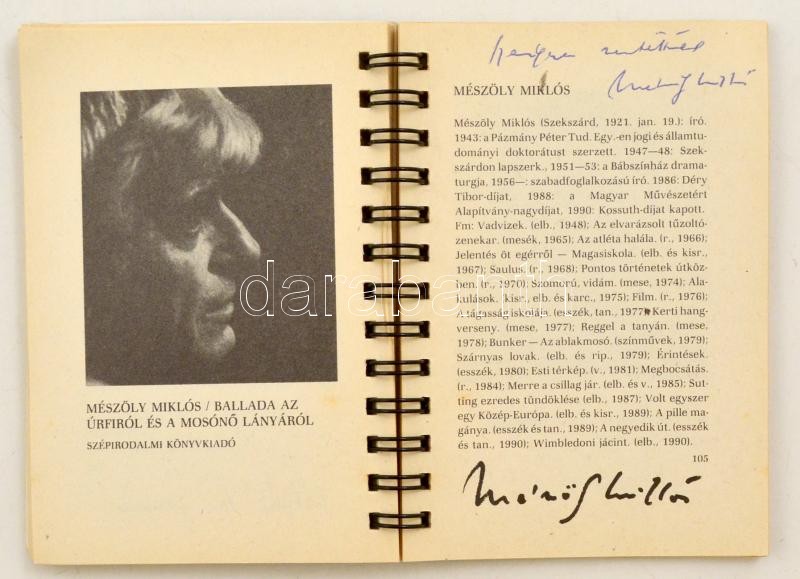 MÉSZÖLY MIKLÓS / BALLADA AZ
ÚRFIRÓL ÉS A MOSÓNŐ LÁNYÁRÓL
SZÉPIRODALMI KÖNYVKIADÓ
MÉSZÖLY MIKLÓS
Mészöly Miklós (Szekszárd, 1921. jan. 19.): író.
1943: a Pázmány Péter Tud. Egy.-en jogi és államtu-
dományi doktorátust szerzett. 1947—48: Szek-
szárdon lapszerk., 1951—53: a Bábszínház drama-
turgja, 1956—: szabadfoglalkozású író. 1986: Déry
Tibor-díjat, 1988: a Magyar Művészetért
Alapítvány-nagydíjat, 1990: Kossuth-díjat kapott.
Fm: Vadvizek. (elb., 1948); Az elvarázsolt tűzoltó-
zenekar. (mesék, 1965); Az atléta halála. (r., 1966);
Jelentés öt egérről — Magasiskola. (elb. és kisr.,
1967); Saulus. (r., 1968); Pontos történetek útköz-
ben. (r., 1970); Szomorú, vidám. (mese, 1974); Ala-
kulások. (kisr., elb. és karc., 1975); Film. (r., 1976);
A tágasság iskolája. (esszék, tan., 1977); Kerti hang-
verseny. (mese, 1977); Reggel a tanyán. (mese,
1978); Bunker — Az ablakmosó. (színművek, 1979);
Szárnyas lovak. (elb. és rip., 1979); Érintések.
(esszék, 1980); Esti térkép. (v., 1981); Megbocsátás.
(r., 1984); Merre a csillag jár. (elb. és v., 1985); Sut-
ting ezredes tündöklése (elb., 1987); Volt egyszer
egy Közép-Európa. (elb. és kisr., 1989); A pille ma-
gánya. (esszék és tan., 1989); A negyedik út. (esszék
és tan., 1990); Wimbledoni jácint. (elb., 1990).
105
Mészöly Miklós
darabanth